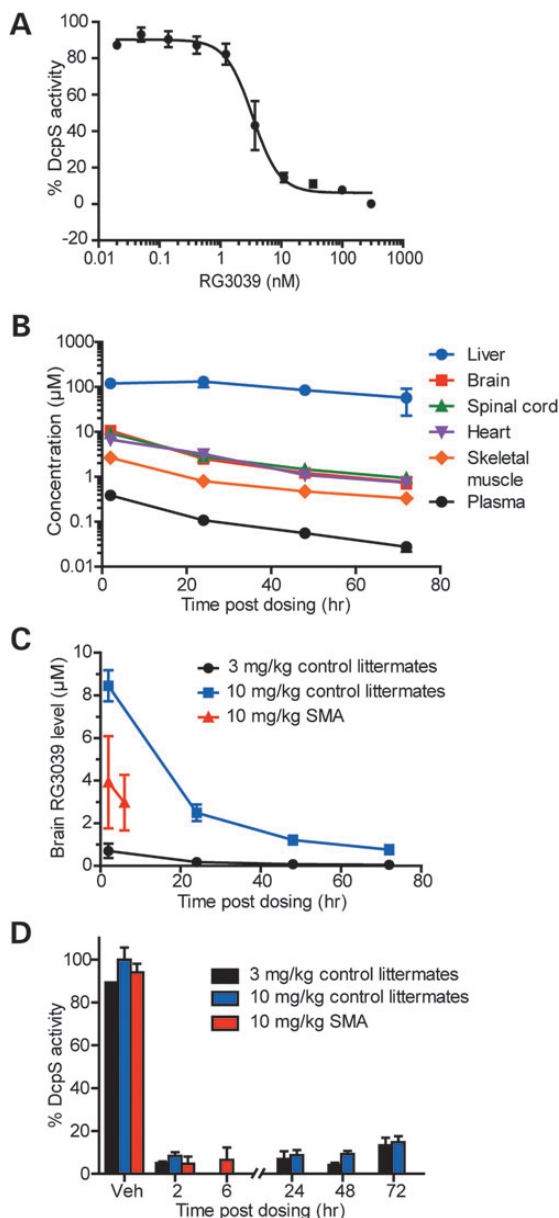 A
% DcpS activity
100
80
60
40
20
0
-20
0.01 0.1 1 10 100 1000
RG3039 (nM)
B
Concentration (µM)
1000
100
10
1
0.1
0.01
0 20 40 60 80
Time post dosing (hr)
Liver
Brain
Spinal cord
Heart
Skeletal
muscle
Plasma
C
Brain RG3039 level (µM)
10
8
6
4
2
0
0 20 40 60 80
Time post dosing (hr)
3 mg/kg control littermates
10 mg/kg control littermates
10 mg/kg SMA
D
% DcpS activity
100
80
60
40
20
0
Veh 2 6 24 48 72
Time post dosing (hr)
3 mg/kg control littermates
10 mg/kg control littermates
10 mg/kg SMA